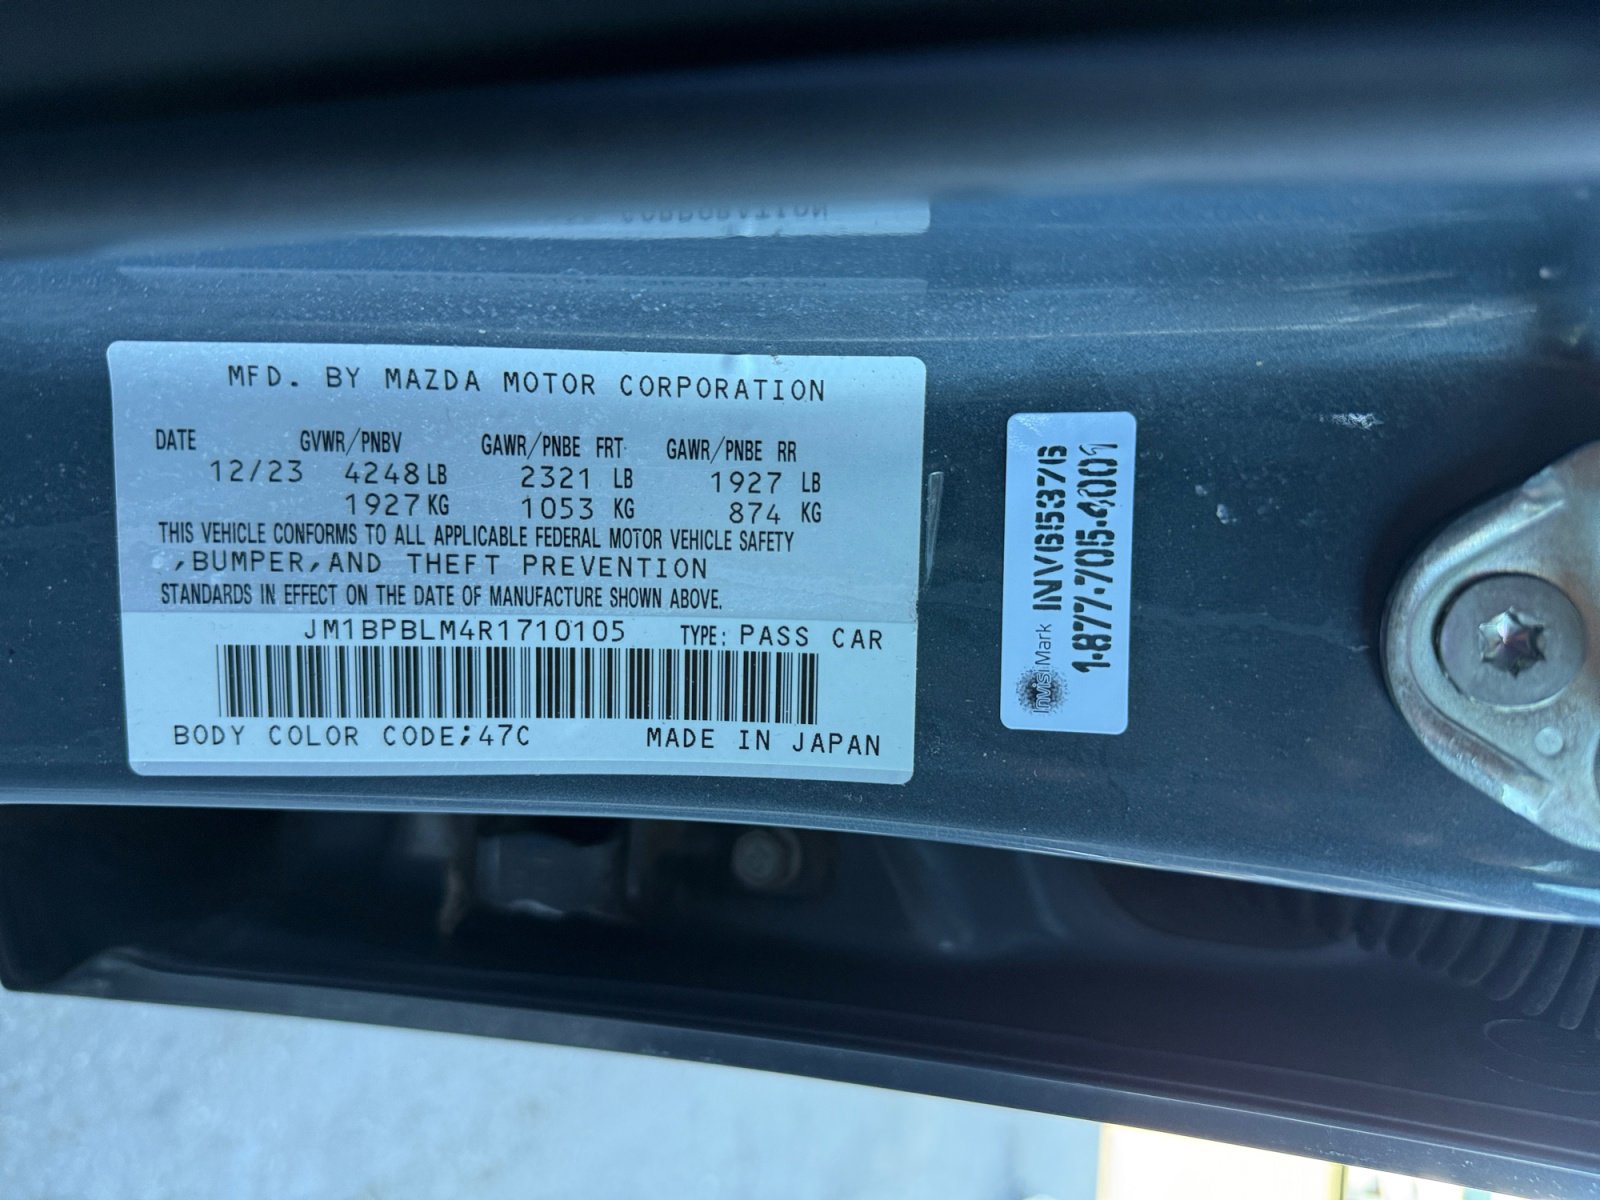 MFD. BY MAZDA MOTOR CORPORATION
DATE GVWR/PNBV GAWR/PNBE FRT GAWR/PNBE RR
12/23 4248 LB 2321 LB 1927 LB
1927 KG 1053 KG 874 KG
THIS VEHICLE CONFORMS TO ALL APPLICABLE FEDERAL MOTOR VEHICLE SAFETY
,BUMPER,AND THEFT PREVENTION
STANDARDS IN EFFECT ON THE DATE OF MANUFACTURE SHOWN ABOVE.
JM1BPBLM4R1710105 TYPE: PASS CAR
BODY COLOR CODE;47C MADE IN JAPAN
InVisiMark INV65376
1-877-705-4001
CORPORATION